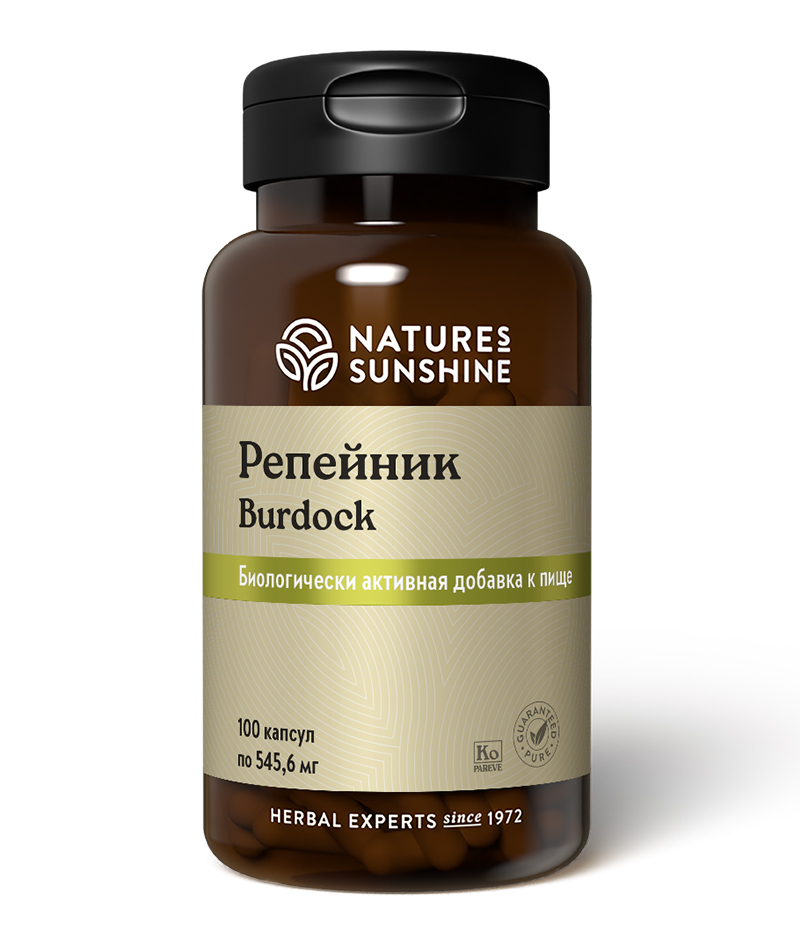 NATURES
SUNSHINE
Репейник
Burdock
Биологически активная добавка к пище
100 капсул
по 545,6 мг
Ko
PAREVE
GUARANTEED
PURE
HERBAL EXPERTS since 1972